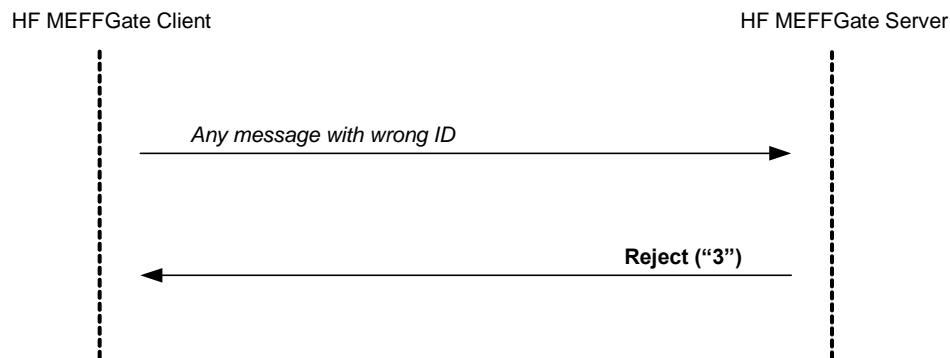 HF MEFFGate Client
HF MEFFGate Server
Any message with wrong ID
Reject (“3”)